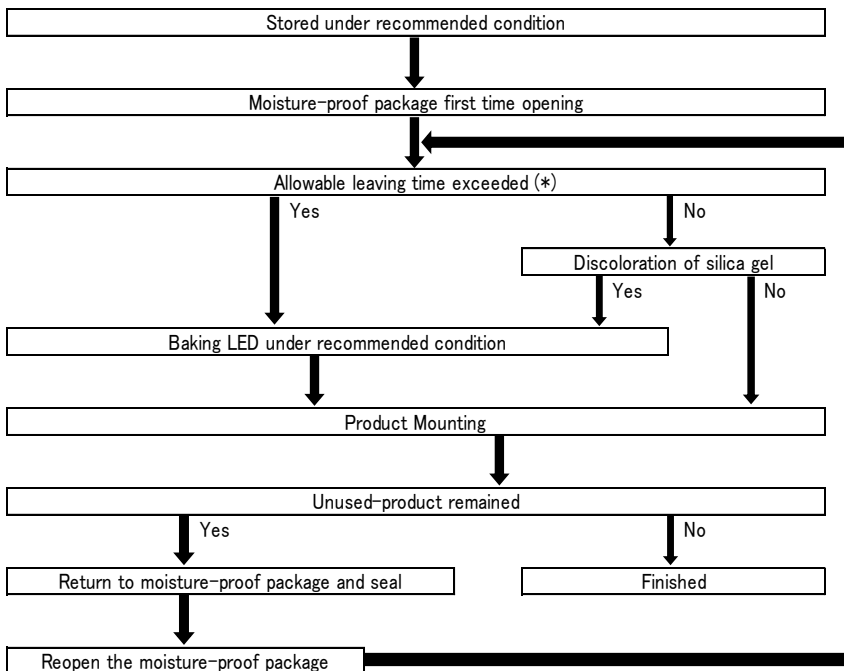 Stored under recommended condition
Moisture-proof package first time opening
Allowable leaving time exceeded (*)
Yes
No
Discoloration of silica gel
Yes
No
Baking LED under recommended condition
Product Mounting
Unused-product remained
Yes
No
Return to moisture-proof package and seal
Finished
Reopen the moisture-proof package